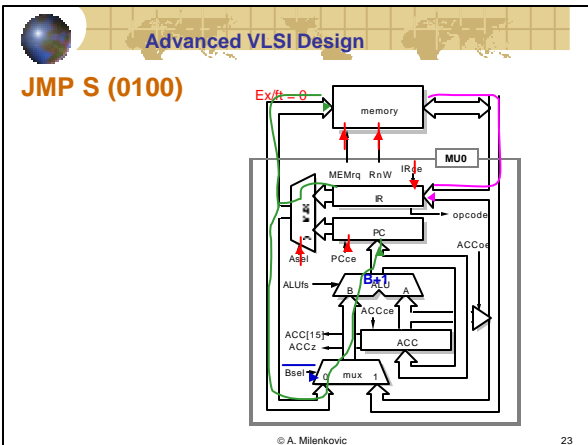 Advanced VLSI Design
JMP S (0100)
Ex/ft = 0
memory
MU0
MEMrq RnW IRce
IR
opcode
PC
Asel PCce ACCoe
ALUfs B B+1 ALU A
ACCce
ACC[15]
ACCz ACC
Bsel 0 mux 1
© A. Milenkovic 23